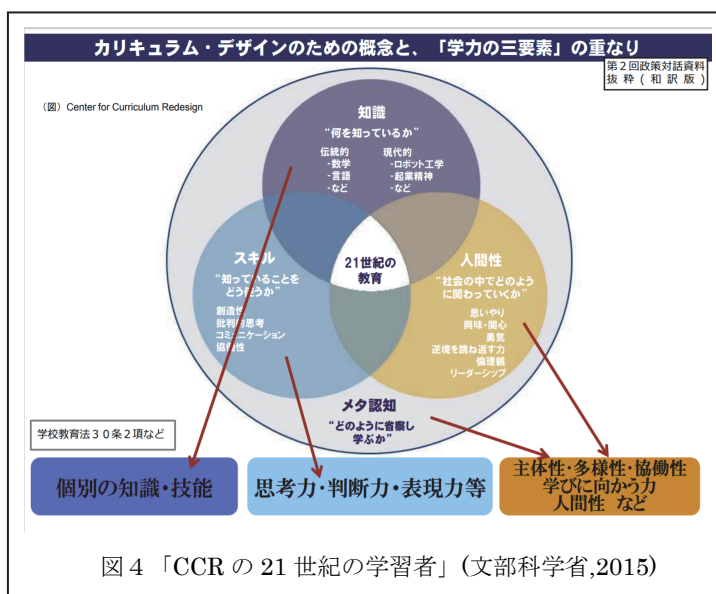 カリキュラム・デザインのための概念と、「学力の三要素」の重なり
第２回政策対話資料
抜粋(和訳版)
（図）Center for Curriculum Redesign
知識
“何を知っているか”
伝統的
-数学
-言語
-など
現代的
-ロボット工学
-起業精神
-など
スキル
“知っていることを
どう使うか”
創造性
批判的思考
コミュニケーション
協働性
21世紀の
教育
人間性
“社会の中でどのよう
に関わっていくか”
思いやり
興味・関心
勇気
逆境を跳ね返す力
倫理観
リーダーシップ
メタ認知
“どのように省察し
学ぶか”
学校教育法３０条２項など
個別の知識・技能
思考力・判断力・表現力等
主体性・多様性・協働性
学びに向かう力
人間性 など
図４「CCR の 21 世紀の学習者」(文部科学省,2015)